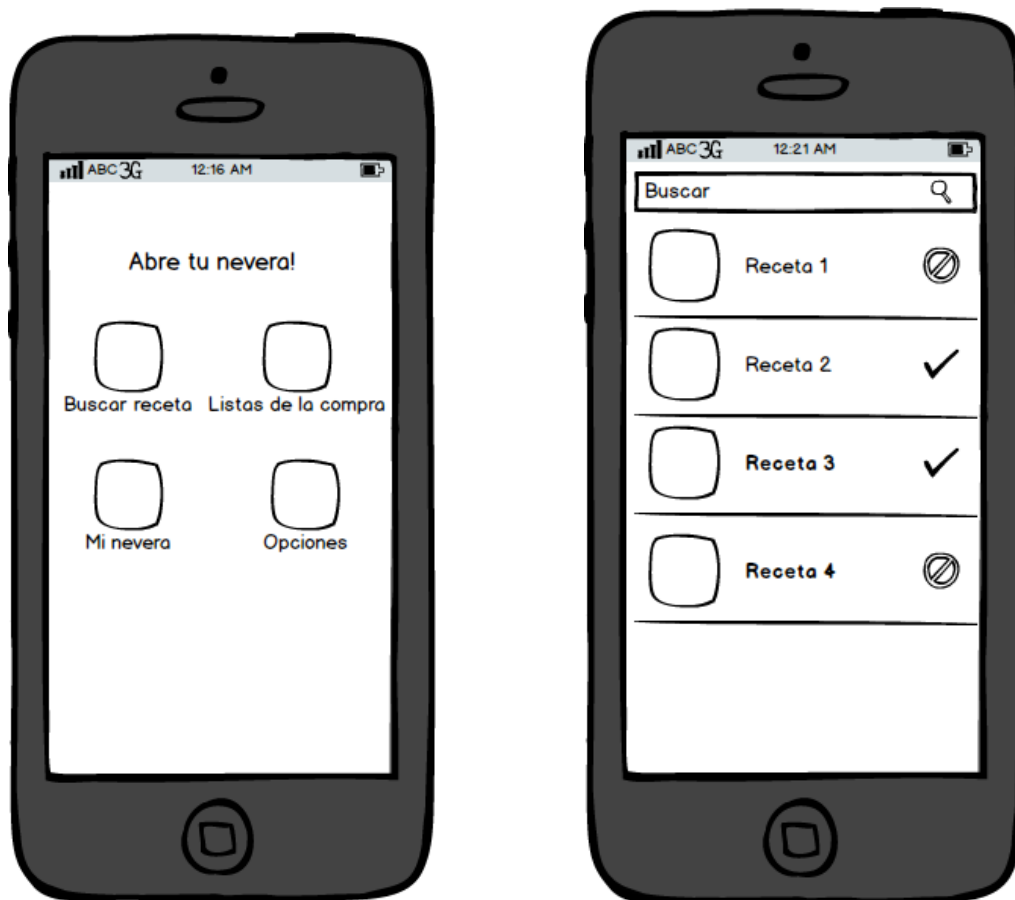 ABC 3G 12:16 AM
Abre tu nevera!
Buscar receta Listas de la compra
Mi nevera Opciones
ABC 3G 12:21 AM
Buscar
Receta 1
Receta 2
Receta 3
Receta 4